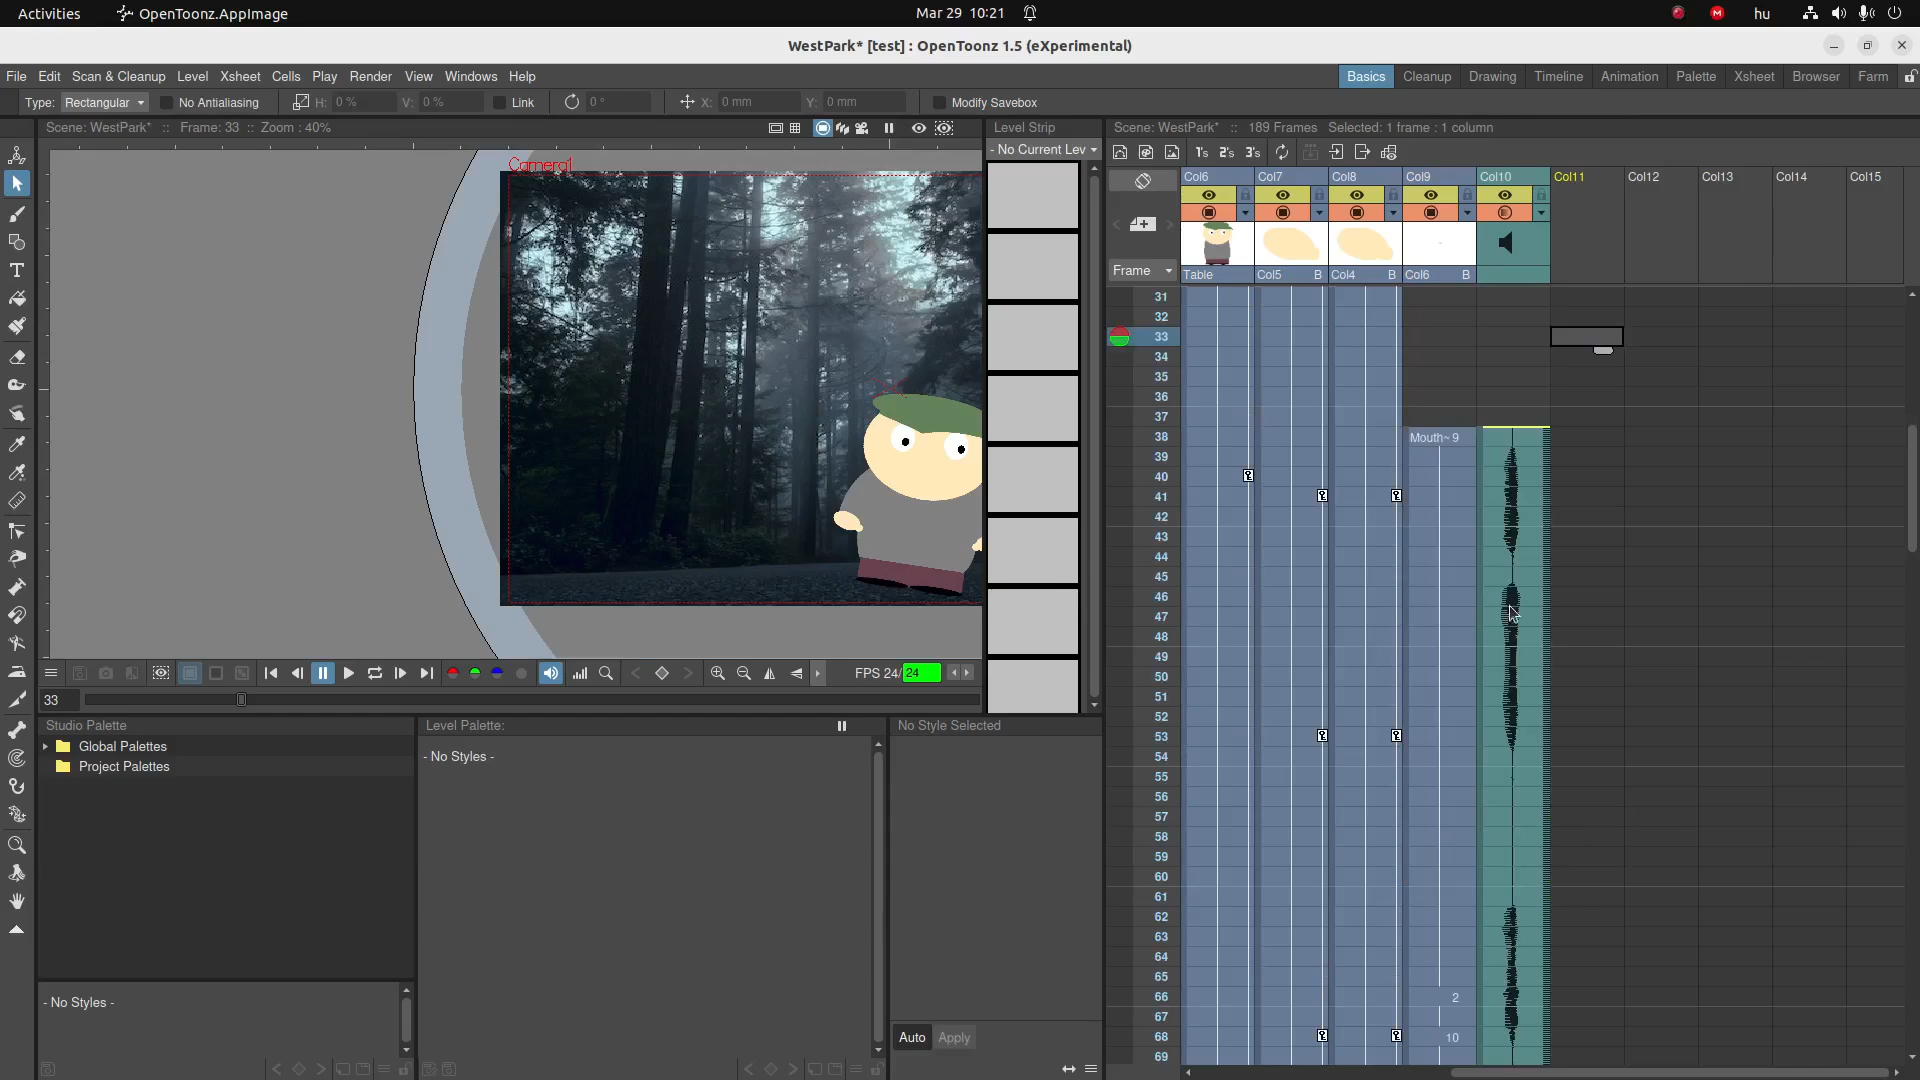 Activities OpenToonz.AppImage Mar 29 10:21 hu
WestPark* [test] : OpenToonz 1.5 (eXperimental)
File Edit Scan & Cleanup Level Xsheet Cells Play Render View Windows Help Basics Cleanup Drawing Timeline Animation Palette Xsheet Browser Farm
Type: Rectangular No Antialiasing H: 0 % V: 0 % Link 0 ° X: 0 mm Y: 0 mm Modify Savebox
Scene: WestPark* :: Frame: 33 :: Zoom : 40%
Level Strip
Scene: WestPark* :: 189 Frames Selected: 1 frame : 1 column
- No Current Lev
1's 2's 3's
Camera1
Col6 Col7 Col8 Col9 Col10 Col11 Col12 Col13 Col14 Col15
Frame
Table Col5 B Col4 B Col6 B
31
32
33
34
35
36
37
38 Mouth~ 9
39
40
41
42
43
44
45
46
47
48
49
50
51
52
53
54
55
56
57
58
59
60
61
62
63
64
65
66 2
67
68 10
69
FPS 24/ 24
33
Studio Palette
Global Palettes
Project Palettes
- No Styles -
Level Palette:
- No Styles -
No Style Selected
Auto Apply